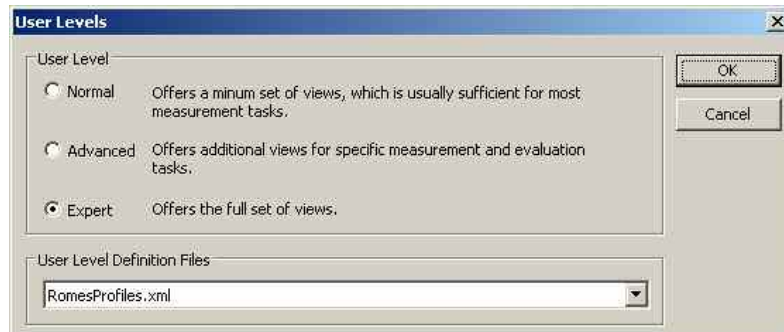 User Levels
User Level
Normal
Offers a minum set of views, which is usually sufficient for most
measurement tasks.
Advanced
Offers additional views for specific measurement and evaluation
tasks.
Expert
Offers the full set of views.
OK
Cancel
User Level Definition Files
RomesProfiles.xml